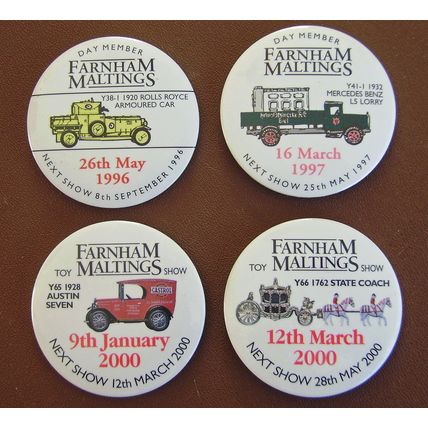 DAY MEMBER
FARNHAM
MALTINGS
Y38-1 1920 ROLLS ROYCE
ARMOURED CAR
26th May
1996
NEXT SHOW 8th SEPTEMBER 1996
DAY MEMBER
FARNHAM
MALTINGS
Y41-1 1932
MERCEDES BENZ
L5 LORRY
16 March
1997
NEXT SHOW 25th MAY 1997
FARNHAM
TOY MALTINGS SHOW
Y65 1928
AUSTIN
SEVEN
CASTROL
9th January
2000
NEXT SHOW 12th MARCH 2000
FARNHAM
TOY MALTINGS SHOW
Y66 1762 STATE COACH
12th March
2000
NEXT SHOW 28th MAY 2000